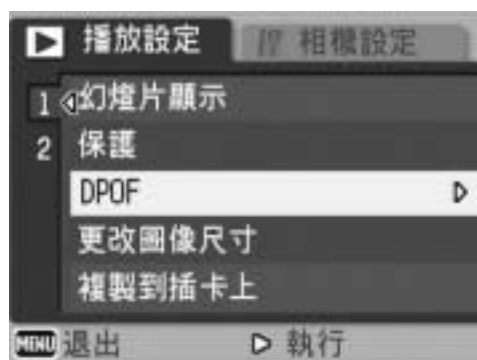 播放設定 相機設定
1 幻燈片顯示
2 保護
DPOF
更改圖像尺寸
複製到插卡上
MENU 退出 執行